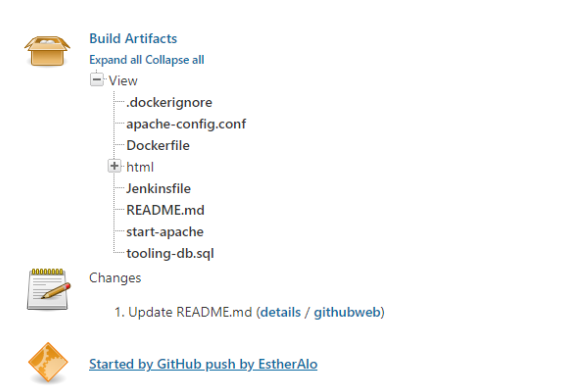 Build Artifacts
Expand all Collapse all
View
.dockerignore
apache-config.conf
Dockerfile
html
Jenkinsfile
README.md
start-apache
tooling-db.sql
Changes
1. Update README.md (details / githubweb)
Started by GitHub push by EstherAlo